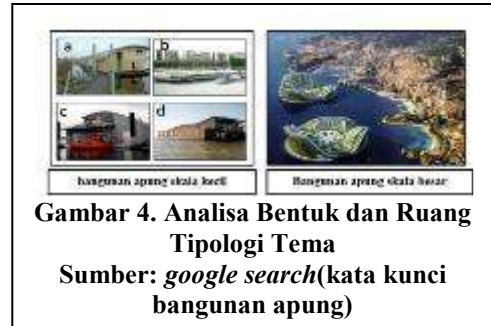 a b
c d
bangunan apung skala kecil Bangunan apung skala besar
Gambar 4. Analisa Bentuk dan Ruang
Tipologi Tema
Sumber: google search(kata kunci
bangunan apung)